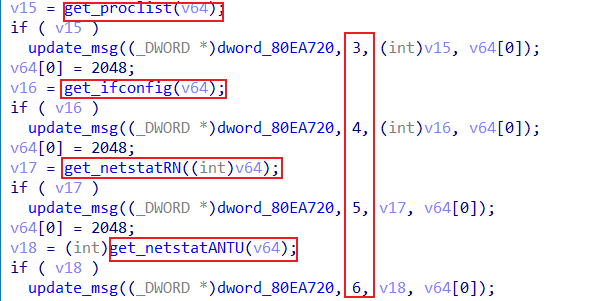 v15 = get_proclist(v64);
if ( v15 )
update_msg((_DWORD *)dword_80EA720, 3, (int)v15, v64[0]);
v64[0] = 2048;
v16 = get_ifconfig(v64);
if ( v16 )
update_msg((_DWORD *)dword_80EA720, 4, (int)v16, v64[0]);
v64[0] = 2048;
v17 = get_netstatRN((int)v64);
if ( v17 )
update_msg((_DWORD *)dword_80EA720, 5, v17, v64[0]);
v64[0] = 2048;
v18 = (int)get_netstatANTU(v64);
if ( v18 )
update_msg((_DWORD *)dword_80EA720, 6, v18, v64[0]);